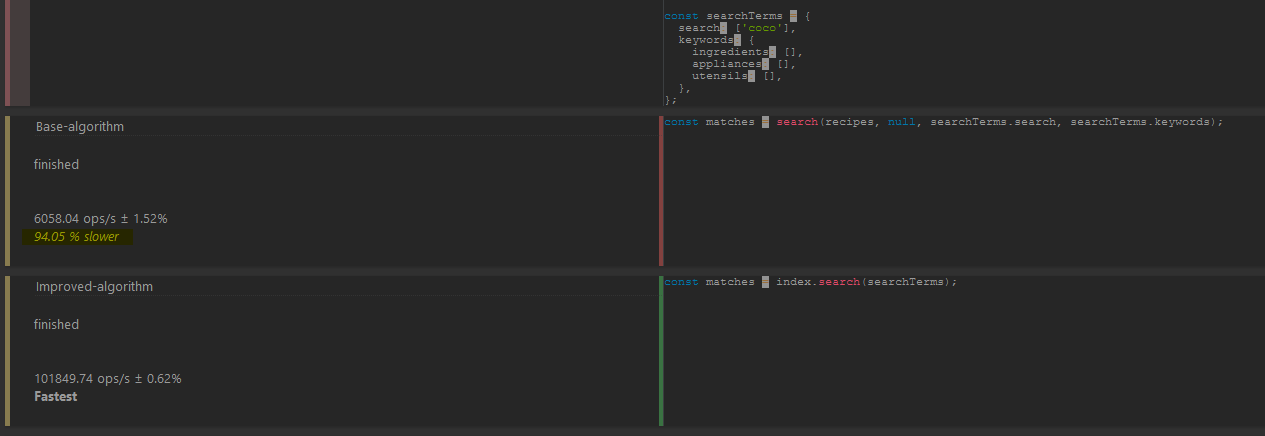 const searchTerms = {
search: ['coco'],
keywords: {
ingredients: [],
appliances: [],
utensils: [],
},
};
Base-algorithm
const matches = search(recipes, null, searchTerms.search, searchTerms.keywords);
finished
6058.04 ops/s ± 1.52%
94.05 % slower
Improved-algorithm
const matches = index.search(searchTerms);
finished
101849.74 ops/s ± 0.62%
Fastest